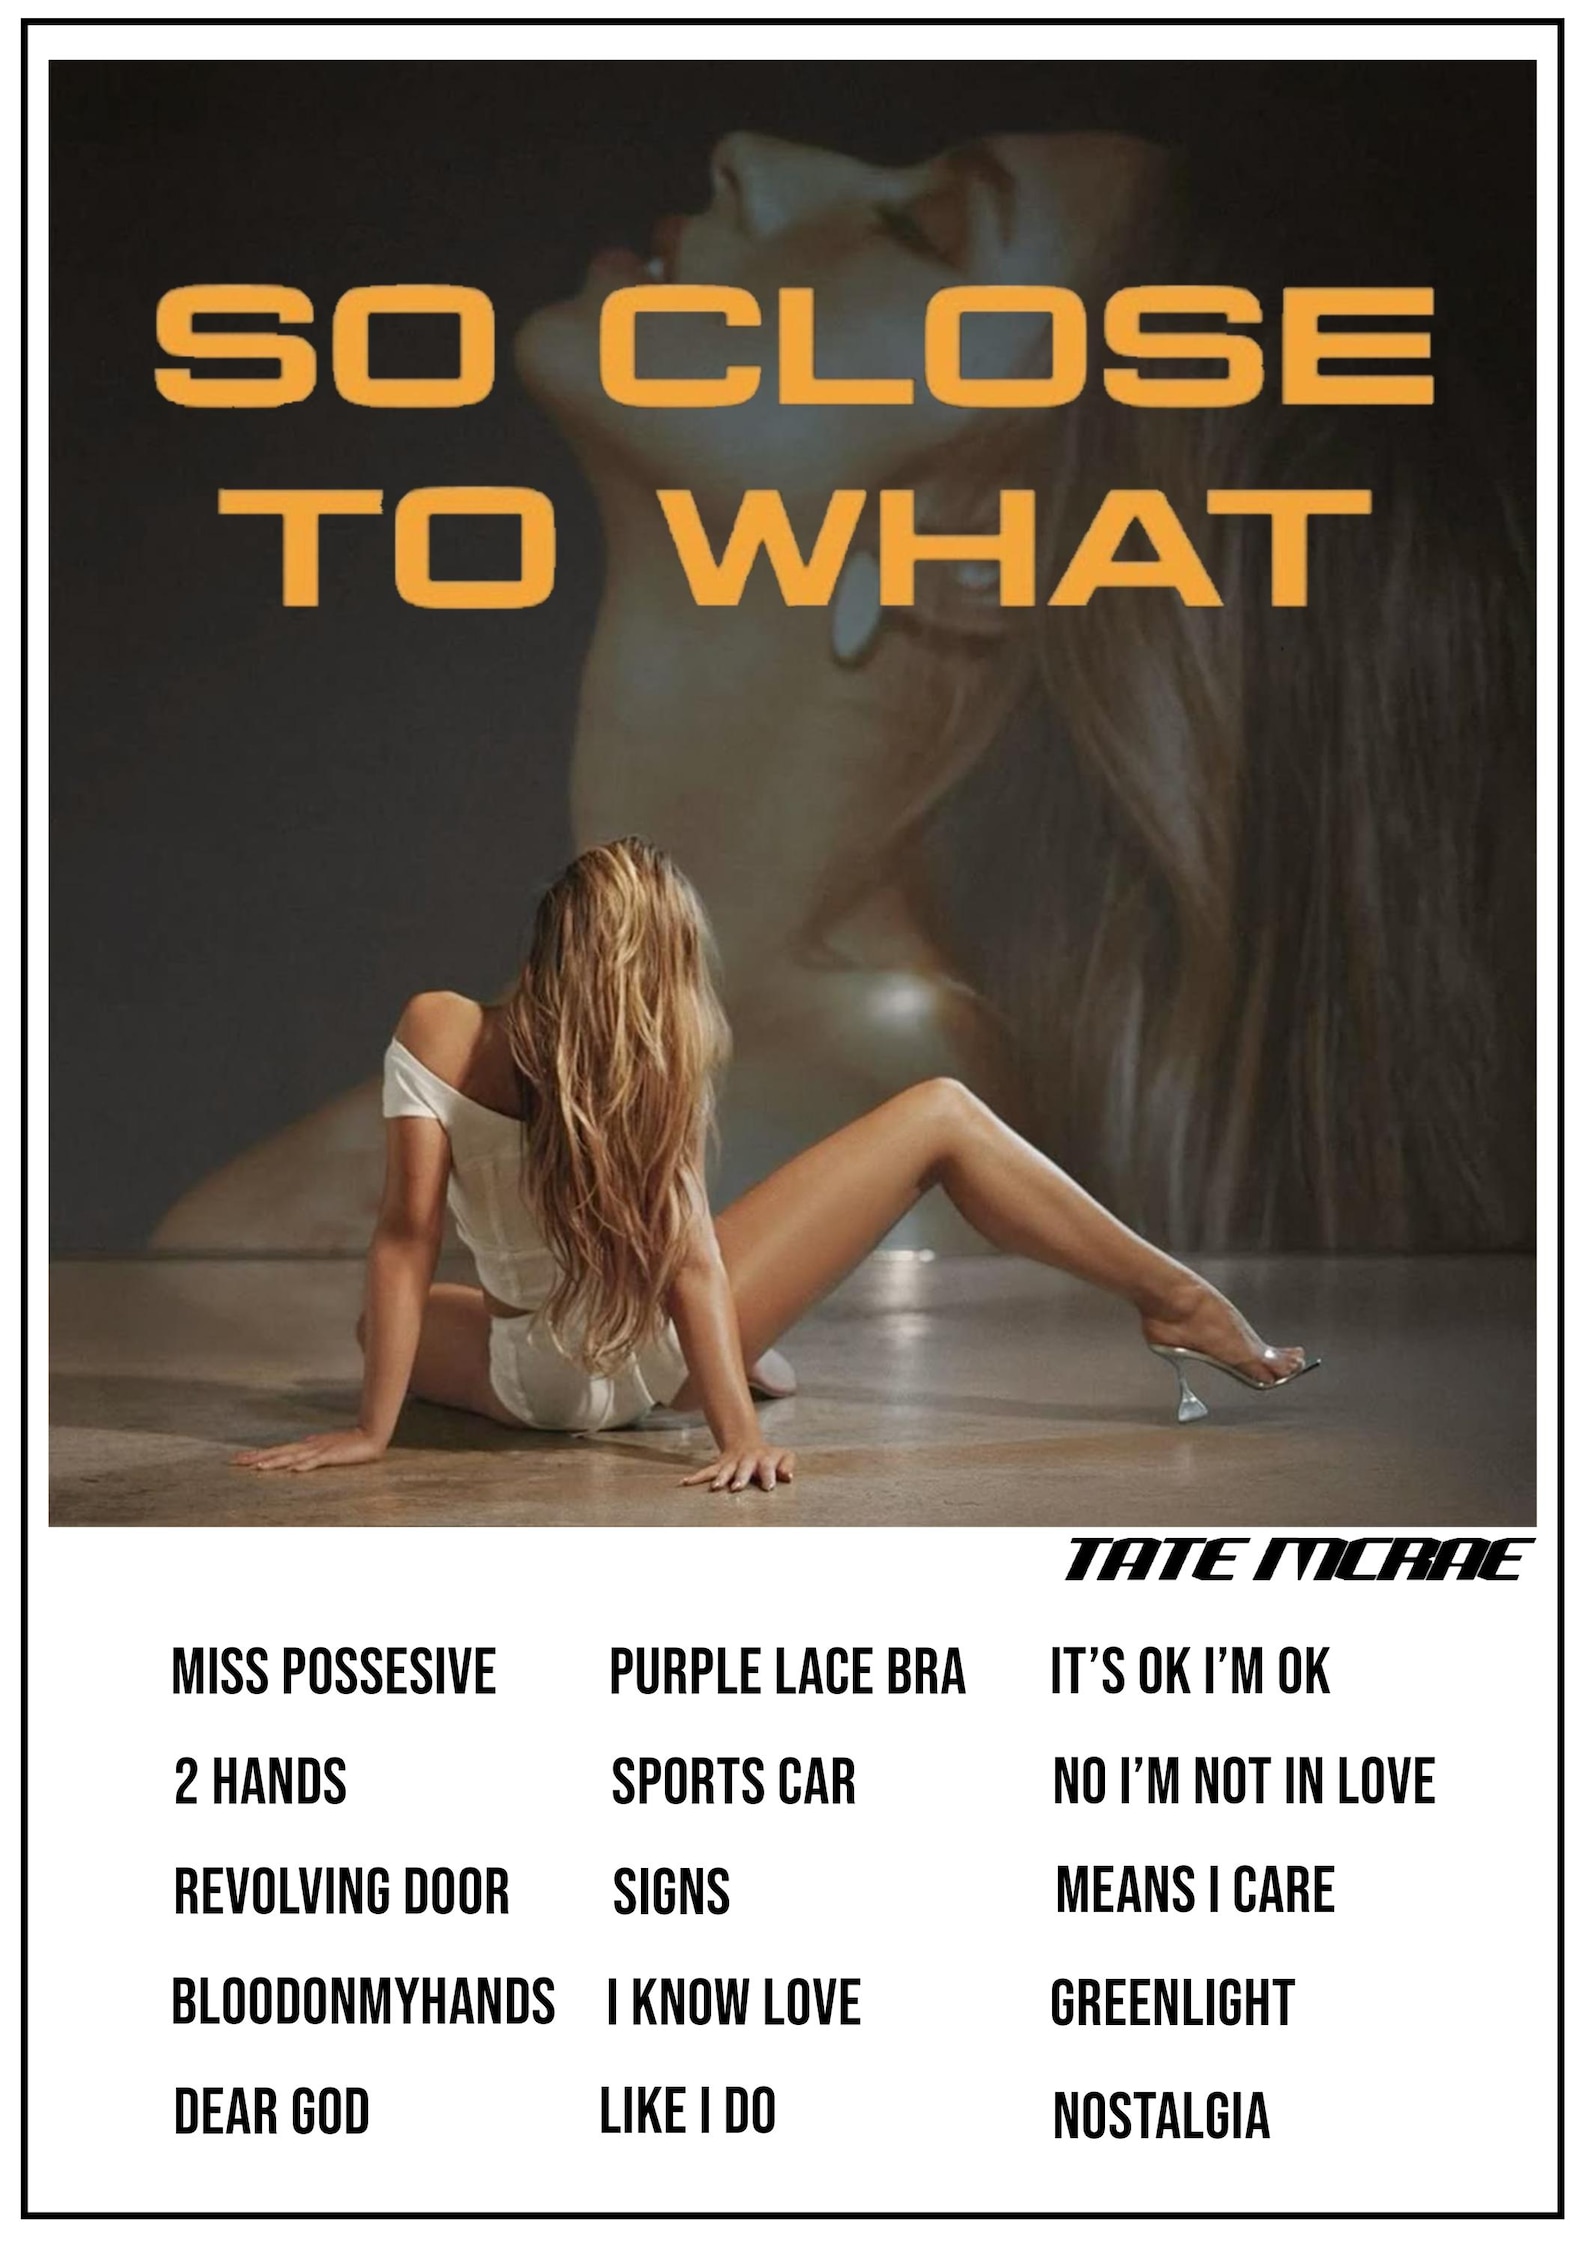 SO CLOSE
TO WHAT
TATE MCRAE
MISS POSSESIVE
2 HANDS
REVOLVING DOOR
BLOODONMYHANDS
DEAR GOD
PURPLE LACE BRA
SPORTS CAR
SIGNS
I KNOW LOVE
LIKE I DO
IT’S OK I’M OK
NO I’M NOT IN LOVE
MEANS I CARE
GREENLIGHT
NOSTALGIA